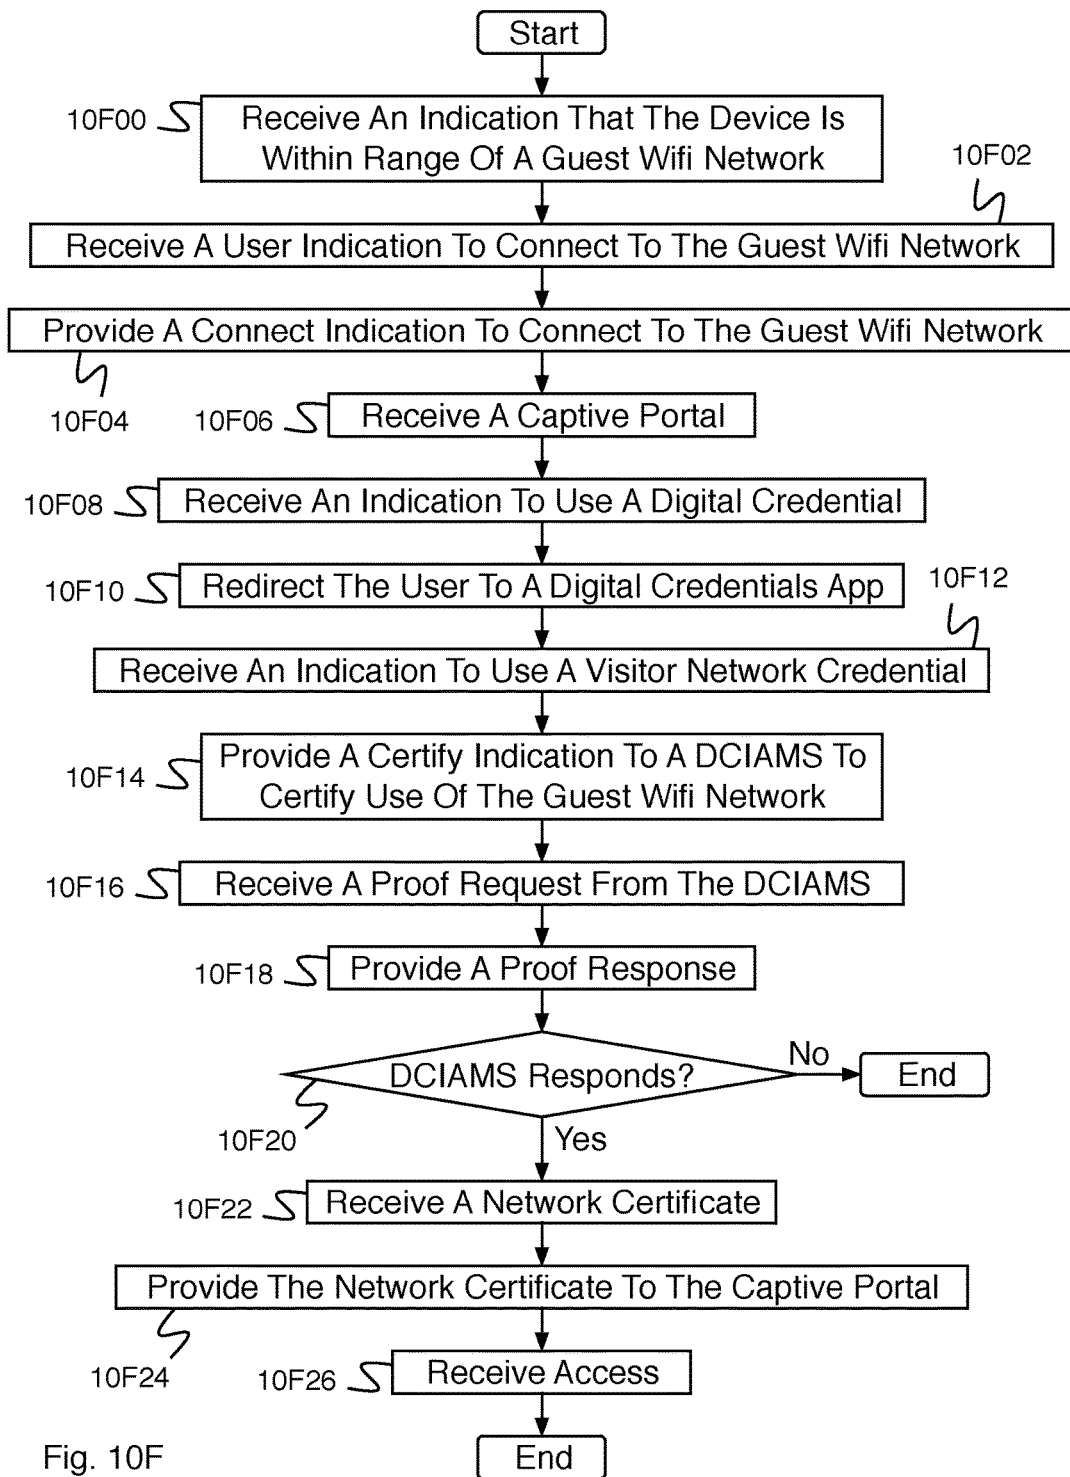 Start
10F00
Receive An Indication That The Device Is
Within Range Of A Guest Wifi Network
10F02
Receive A User Indication To Connect To The Guest Wifi Network
Provide A Connect Indication To Connect To The Guest Wifi Network
10F04
10F06
Receive A Captive Portal
10F08
Receive An Indication To Use A Digital Credential
10F10
Redirect The User To A Digital Credentials App
10F12
Receive An Indication To Use A Visitor Network Credential
10F14
Provide A Certify Indication To A DCIAMS To
Certify Use Of The Guest Wifi Network
10F16
Receive A Proof Request From The DCIAMS
10F18
Provide A Proof Response
DCIAMS Responds?
No
End
10F20
Yes
10F22
Receive A Network Certificate
Provide The Network Certificate To The Captive Portal
10F24
10F26
Receive Access
Fig. 10F
End